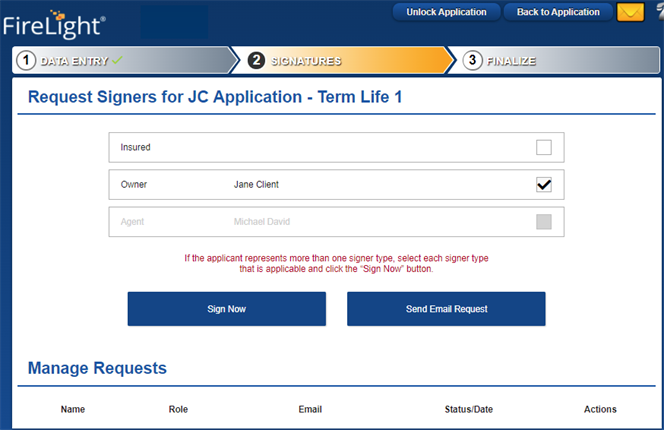 FireLight®
Unlock Application
Back to Application
1 DATA ENTRY
2 SIGNATURES
3 FINALIZE
Request Signers for JC Application - Term Life 1
Insured
Owner Jane Client
Agent Michael David
If the applicant represents more than one signer type, select each signer type
that is applicable and click the “Sign Now” button.
Sign Now
Send Email Request
Manage Requests
Name Role Email Status/Date Actions